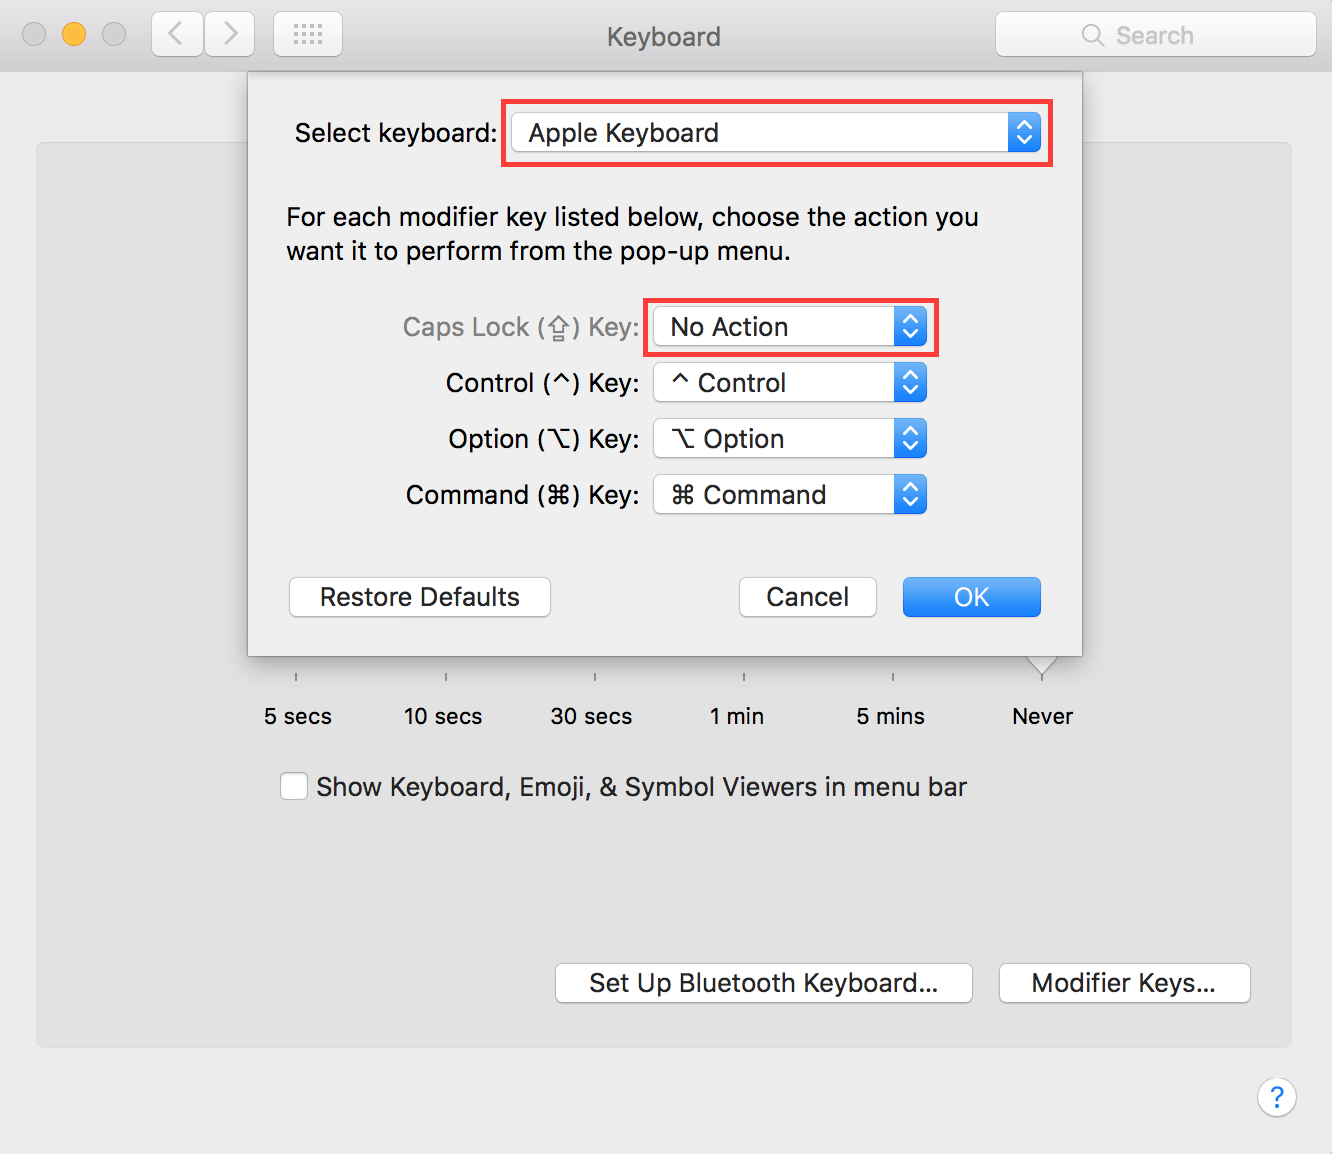 Keyboard
Search
Select keyboard: Apple Keyboard
For each modifier key listed below, choose the action you
want it to perform from the pop-up menu.
Caps Lock (⇪) Key: No Action
Control (^) Key: ^ Control
Option (⌥) Key: ⌥ Option
Command (⌘) Key: ⌘ Command
Restore Defaults Cancel OK
5 secs 10 secs 30 secs 1 min 5 mins Never
Show Keyboard, Emoji, & Symbol Viewers in menu bar
Set Up Bluetooth Keyboard... Modifier Keys...
?